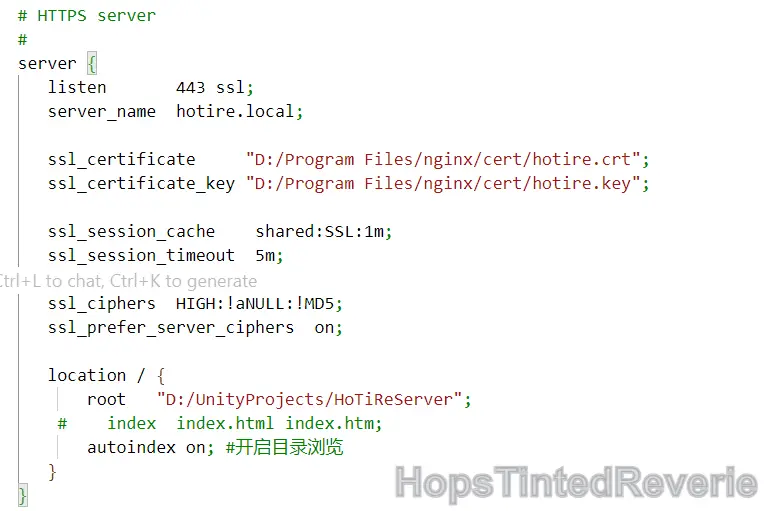 # HTTPS server
#
server {
listen 443 ssl;
server_name hotire.local;
ssl_certificate "D:/Program Files/nginx/cert/hotire.crt";
ssl_certificate_key "D:/Program Files/nginx/cert/hotire.key";
ssl_session_cache shared:SSL:1m;
ssl_session_timeout 5m;
Ctrl+L to chat, Ctrl+K to generate
ssl_ciphers HIGH:!aNULL:!MD5;
ssl_prefer_server_ciphers on;
location / {
root "D:/UnityProjects/HoTiReServer";
# index index.html index.htm;
autoindex on; #开启目录浏览
}
}
HopsTintedReverie